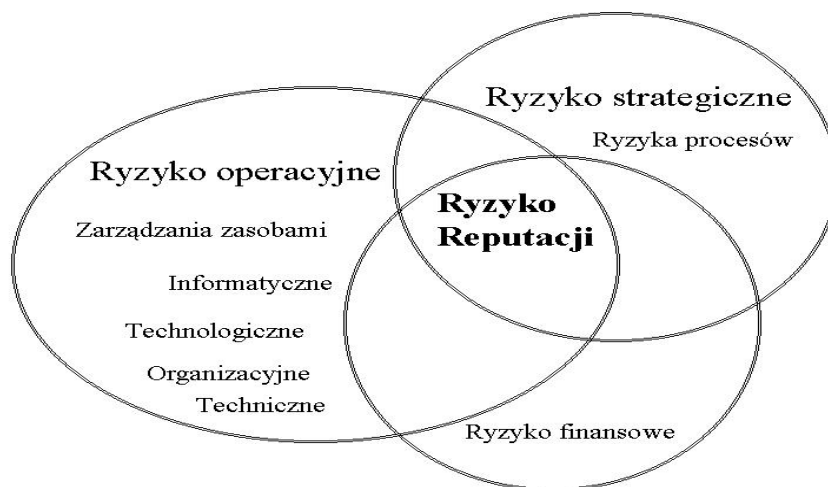 Ryzyko strategiczne
Ryzyka procesów
Ryzyko operacyjne
Ryzyko
Reputacji
Zarządzania zasobami
Informatyczne
Technologiczne
Organizacyjne
Techniczne
Ryzyko finansowe